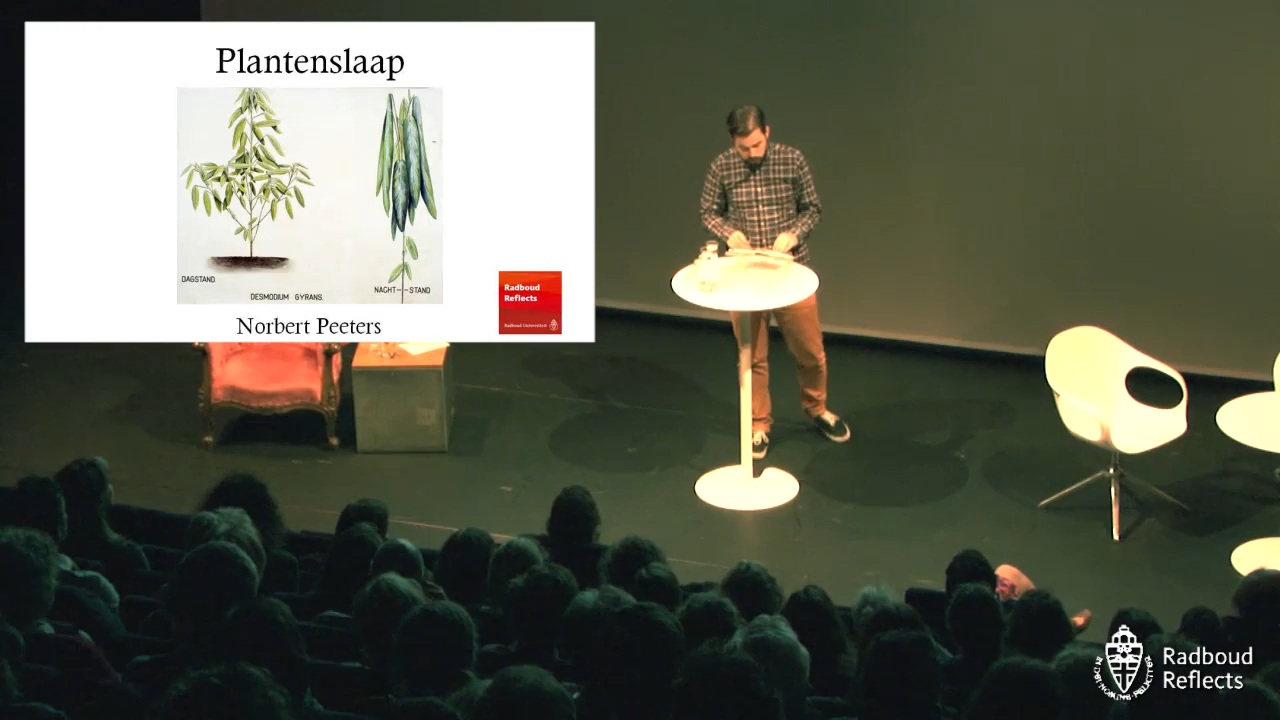 Plantenslaap
DAGSTAND.
DESMODIUM GYRANS.
NACHT-STAND
Norbert Peeters
Radboud
Reflects
Radboud Universiteit
Radboud
Reflects